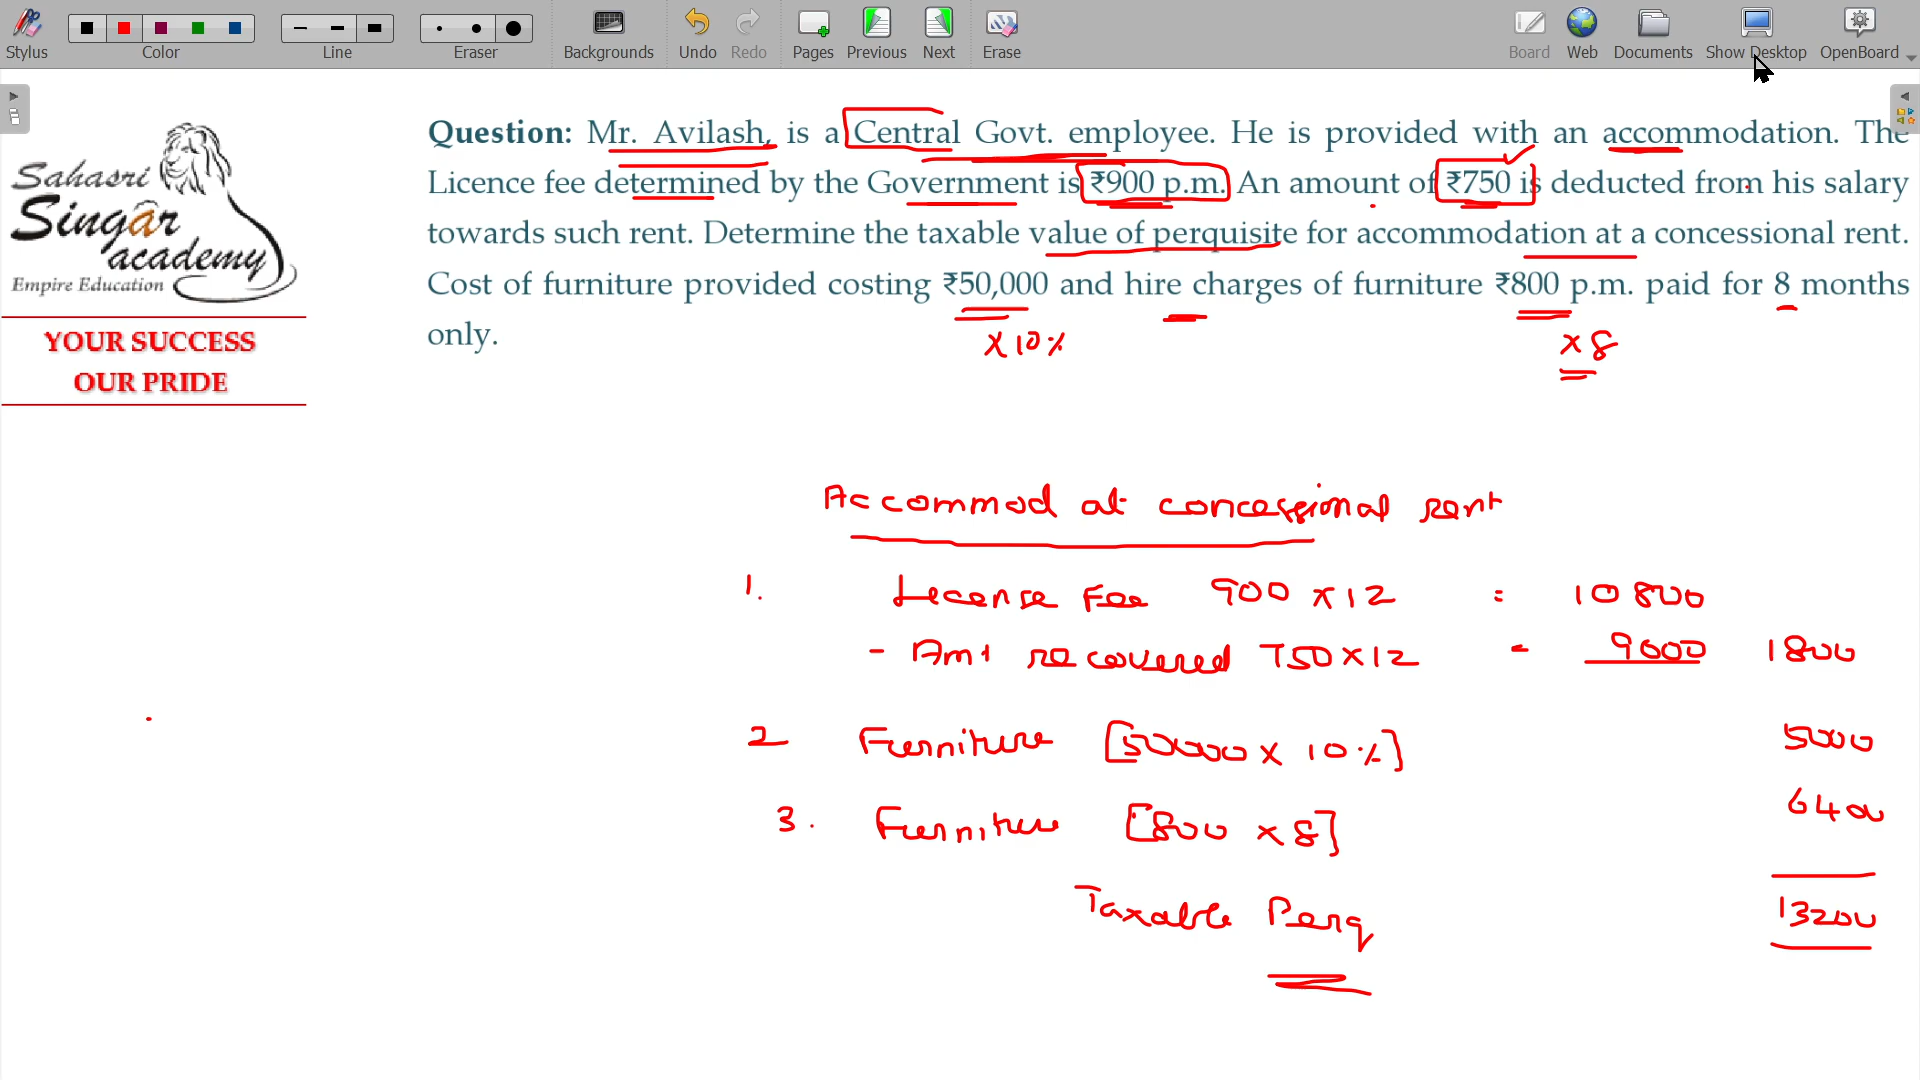 Stylus Color Line Eraser Backgrounds Undo Redo Pages Previous Next Erase Board Web Documents Show Desktop OpenBoard
Sahasri
Singar
academy
Empire Education
YOUR SUCCESS
OUR PRIDE
Question: Mr. Avilash, is a Central Govt. employee. He is provided with an accommodation. The
Licence fee determined by the Government is ₹900 p.m. An amount of ₹750 is deducted from his salary
towards such rent. Determine the taxable value of perquisite for accommodation at a concessional rent.
Cost of furniture provided costing ₹50,000 and hire charges of furniture ₹800 p.m. paid for 8 months
only.
x 10% x 8
Accommod at concessional rent
1. License Fee 900 x 12 = 10800
- Amt recovered 750 x 12 = 9000 1800
2 Furniture [50000 x 10%] 5000
3. Furniture [800 x 8] 6400
Taxable Perq 13200